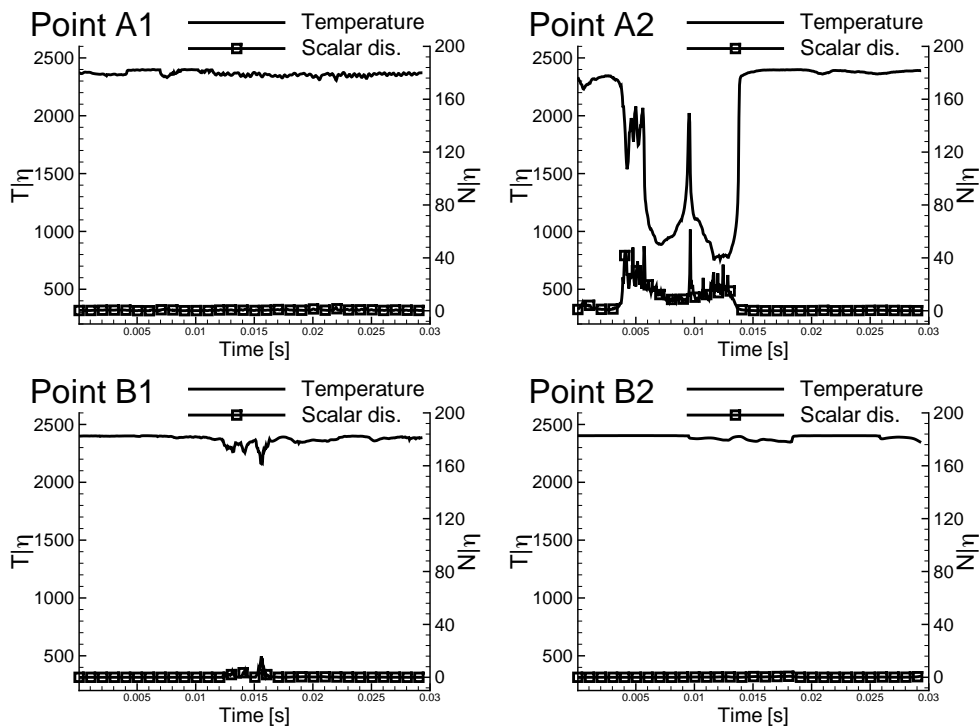 Point A1
Temperature
Scalar dis.
2500
2000
1500
1000
500
T|η
200
160
120
80
40
0
N|η
0.005
0.01
0.015
0.02
0.025
0.03
Time [s]
Point A2
Temperature
Scalar dis.
2500
2000
1500
1000
500
T|η
200
160
120
80
40
0
N|η
0.005
0.01
0.015
0.02
0.025
0.03
Time [s]
Point B1
Temperature
Scalar dis.
2500
2000
1500
1000
500
T|η
200
160
120
80
40
0
N|η
0.005
0.01
0.015
0.02
0.025
0.03
Time [s]
Point B2
Temperature
Scalar dis.
2500
2000
1500
1000
500
T|η
200
160
120
80
40
0
N|η
0.005
0.01
0.015
0.02
0.025
0.03
Time [s]